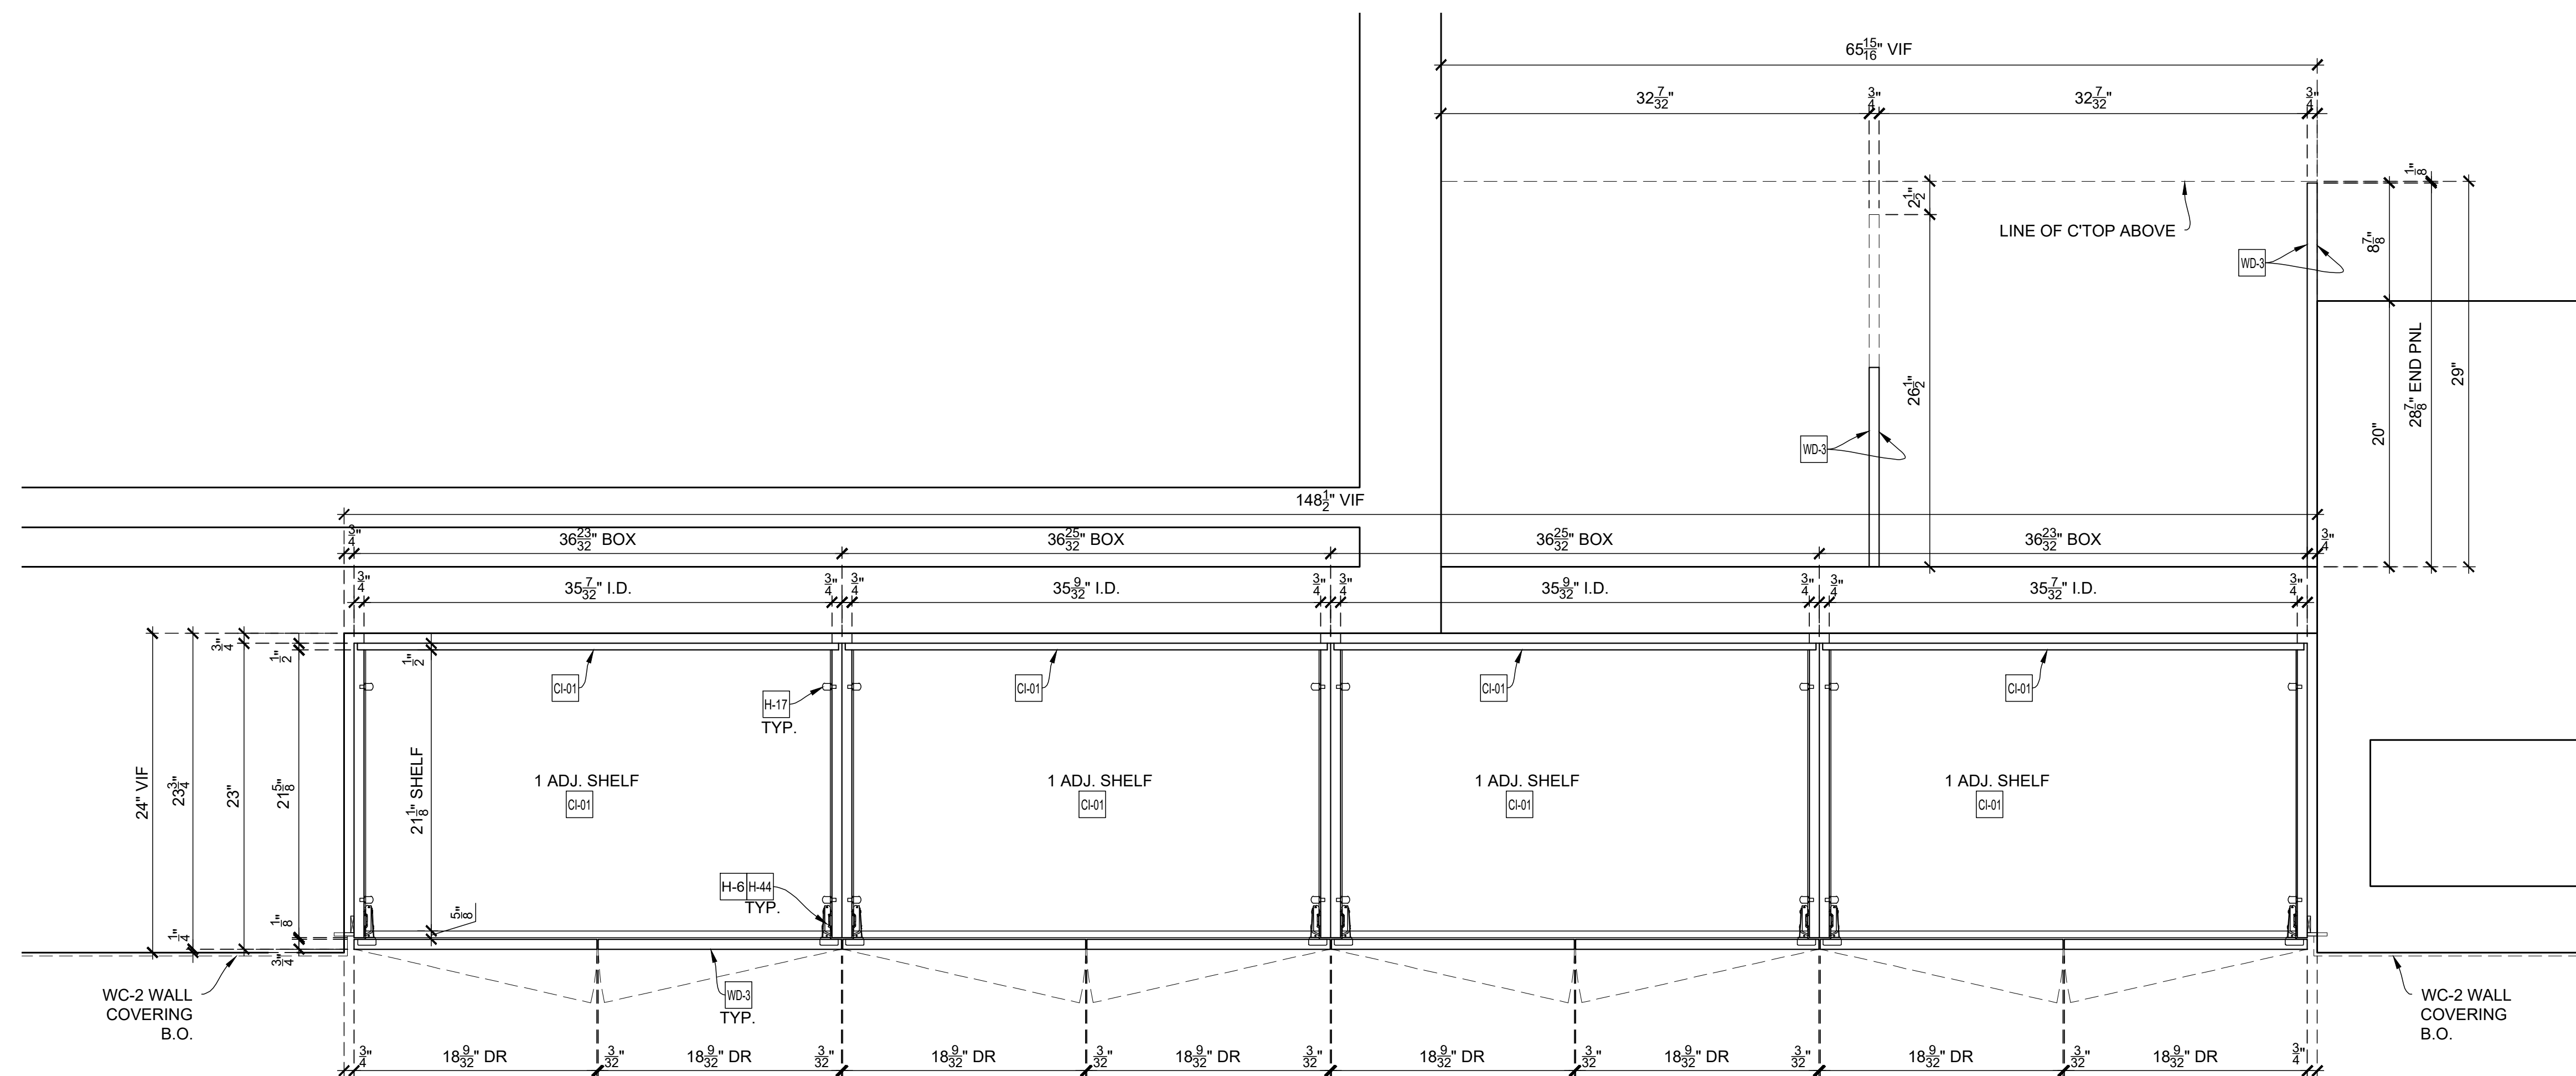 65 15/16" VIF
32 7/32" 3/4" 32 7/32" 3/4"
1/8"
2 1/2"
LINE OF C'TOP ABOVE
8 7/8"
WD-3
28 7/8" END PNL
29"
26 1/2"
20"
WD-3
148 1/2" VIF
3/4" 36 23/32" BOX 36 25/32" BOX 36 25/32" BOX 36 23/32" BOX 3/4"
3/4" 35 7/32" I.D. 3/4" 3/4" 35 9/32" I.D. 3/4" 3/4" 35 9/32" I.D. 3/4" 3/4" 35 7/32" I.D. 3/4"
3/4" 1/2" 1/2"
CI-01 CI-01 CI-01 CI-01
H-17
TYP.
24" VIF 23 3/4" 23" 21 5/8" 21 1/8" SHELF
1 ADJ. SHELF 1 ADJ. SHELF 1 ADJ. SHELF 1 ADJ. SHELF
CI-01 CI-01 CI-01 CI-01
H-6 H-44
TYP.
1/4" 1/8" 5/8"
3/4"
WC-2 WALL
COVERING
B.O.
WD-3
TYP.
WC-2 WALL
COVERING
B.O.
3/4" 18 9/32" DR 3/32" 18 9/32" DR 3/32" 18 9/32" DR 3/32" 18 9/32" DR 3/32" 18 9/32" DR 3/32" 18 9/32" DR 3/32" 18 9/32" DR 3/32" 18 9/32" DR 3/4"